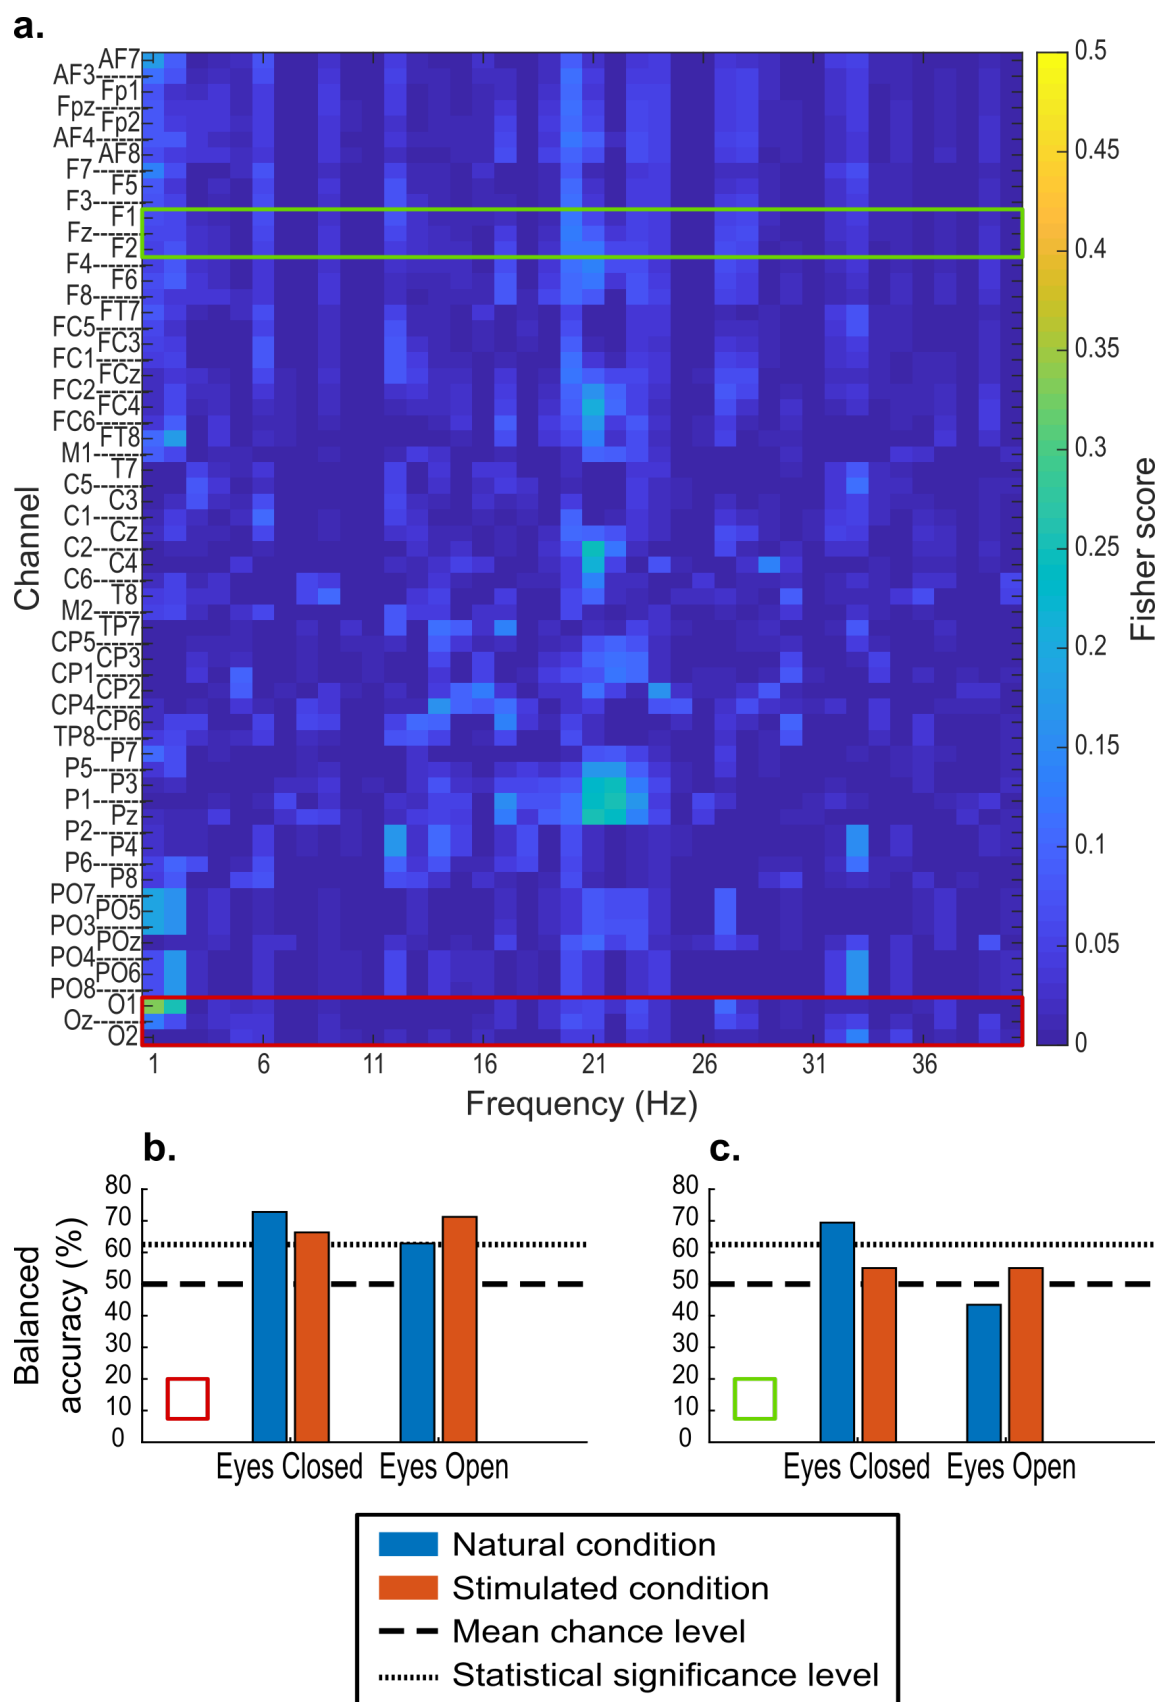 a.
AF7
AF3------
Fp1
Fpz------
Fp2
AF4------
AF8
F7------
F5
F3------
F1
Fz------
F2
F4------
F6
F8------
FT7
FC5------
FC3
FC1------
FCz
FC2------
FC4
FC6------
FT8
M1------
T7
C5------
C3
C1------
Cz
C2------
C4
C6------
T8
M2------
TP7
CP5------
CP3
CP1------
CP2
CP4------
CP6
TP8------
P7
P5------
P3
P1------
Pz
P2------
P4
P6------
P8
PO7------
PO5
PO3------
POz
PO4------
PO6
PO8------
O1
Oz------
O2
Channel
1 6 11 16 21 26 31 36
Frequency (Hz)
0.5
0.45
0.4
0.35
0.3
0.25
0.2
0.15
0.1
0.05
0
Fisher score
b.
80
70
60
50
40
30
20
10
0
Balanced
accuracy (%)
Eyes Closed Eyes Open
c.
80
70
60
50
40
30
20
10
0
Eyes Closed Eyes Open
Natural condition
Stimulated condition
Mean chance level
Statistical significance level